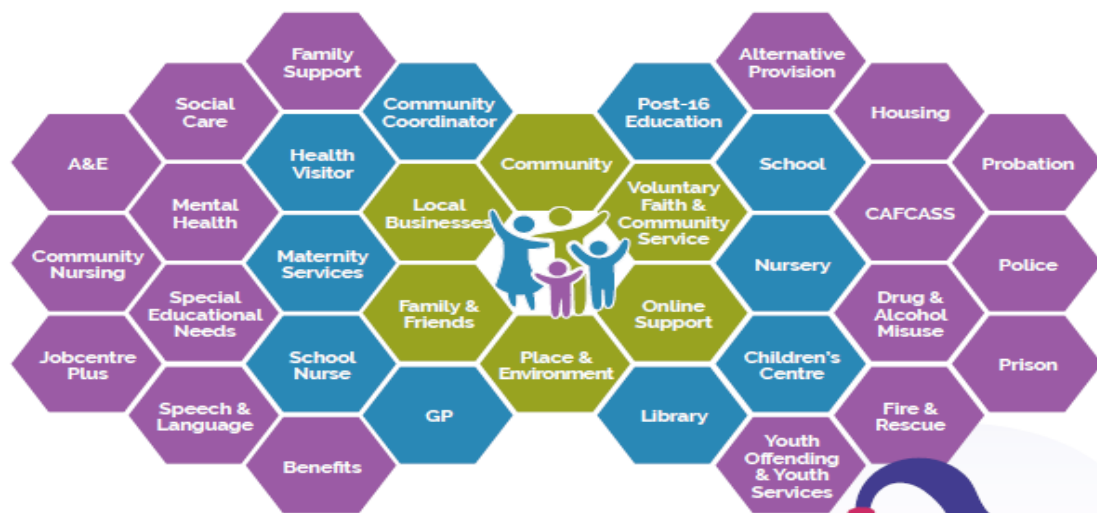 Family
Support
Alternative
Provision
Social
Care
Community
Coordinator
Post-16
Education
Housing
A&E
Health
Visitor
Community
School
Probation
Mental
Health
Local
Businesses
Voluntary
Faith &
Community
Service
CAFCASS
Community
Nursing
Maternity
Services
Nursery
Police
Special
Educational
Needs
Family &
Friends
Online
Support
Drug &
Alcohol
Misuse
Jobcentre
Plus
School
Nurse
Place &
Environment
Children's
Centre
Prison
Speech &
Language
GP
Library
Fire &
Rescue
Benefits
Youth
Offending
& Youth
Services